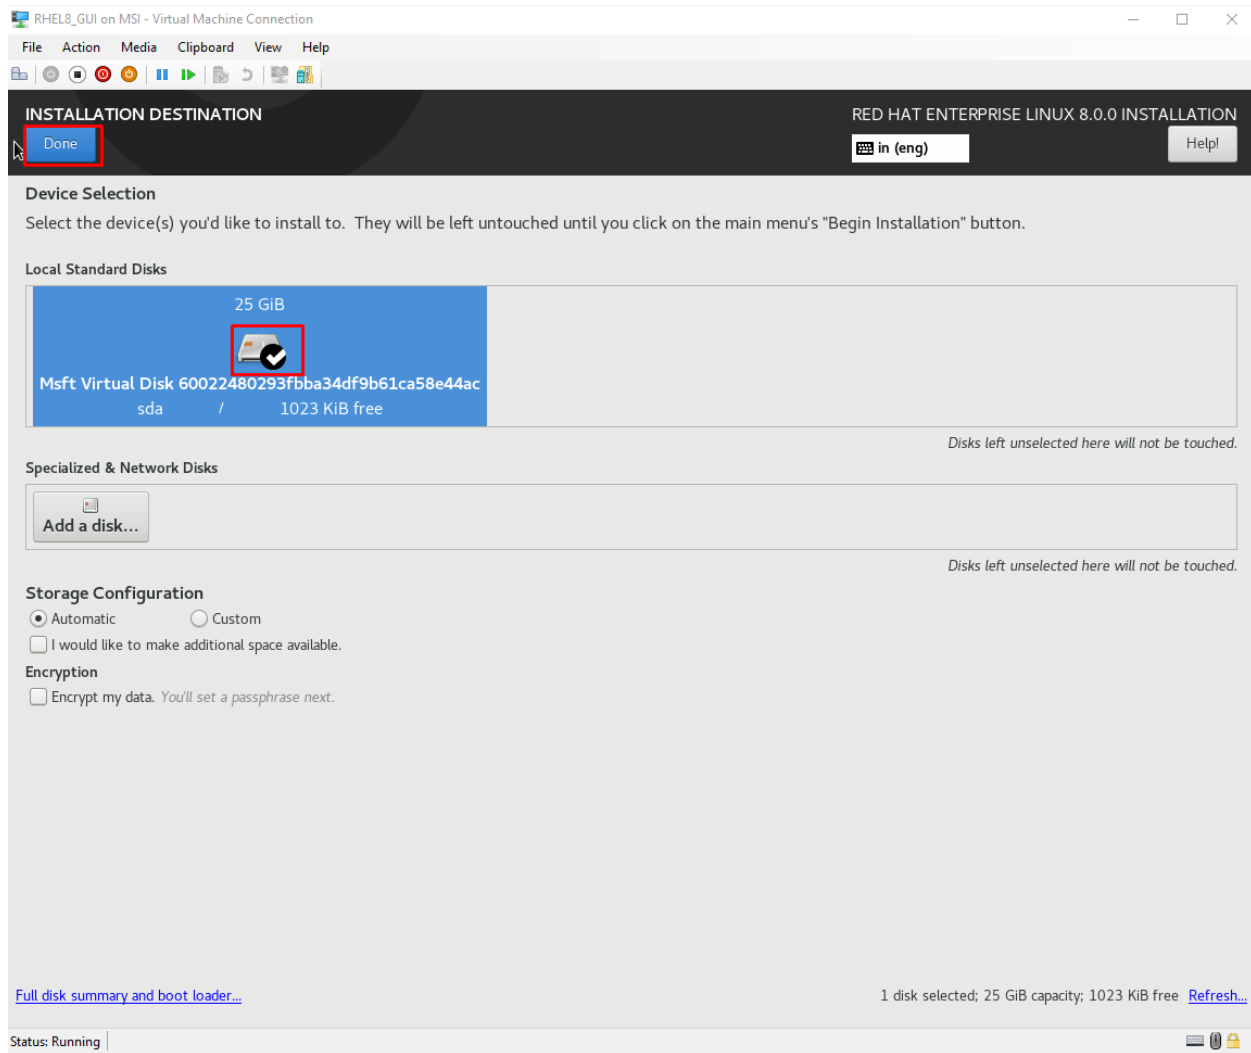 RHEL8_GUI on MSI - Virtual Machine Connection
File Action Media Clipboard View Help
INSTALLATION DESTINATION
RED HAT ENTERPRISE LINUX 8.0.0 INSTALLATION
Done
in (eng)
Help!
Device Selection
Select the device(s) you'd like to install to. They will be left untouched until you click on the main menu's "Begin Installation" button.
Local Standard Disks
25 GiB
Msft Virtual Disk 60022480293fbba34df9b61ca58e44ac
sda / 1023 KiB free
Disks left unselected here will not be touched.
Specialized & Network Disks
Add a disk...
Disks left unselected here will not be touched.
Storage Configuration
Automatic Custom
I would like to make additional space available.
Encryption
Encrypt my data. You'll set a passphrase next.
Full disk summary and boot loader...
1 disk selected; 25 GiB capacity; 1023 KiB free Refresh...
Status: Running